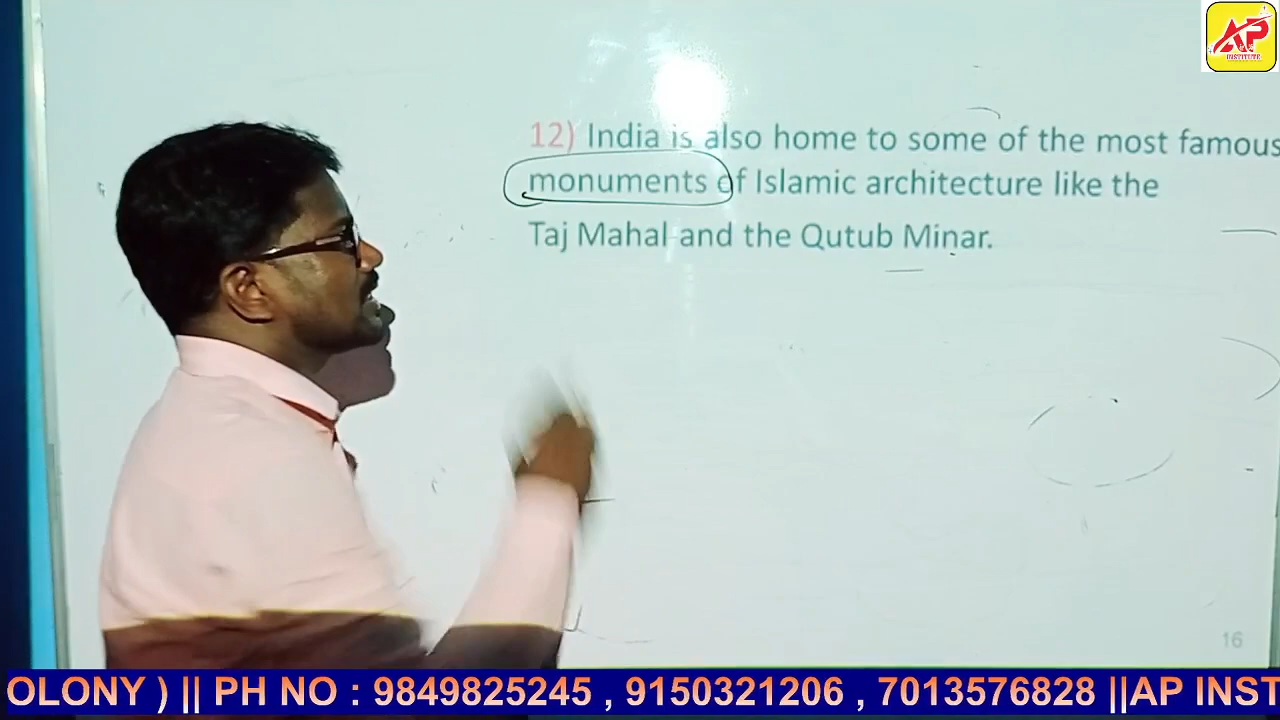 AP
INSTITUTE
12) India is also home to some of the most famous
monuments of Islamic architecture like the
Taj Mahal and the Qutub Minar.
16
OLONY ) || PH NO : 9849825245 , 9150321206 , 7013576828 ||AP INST